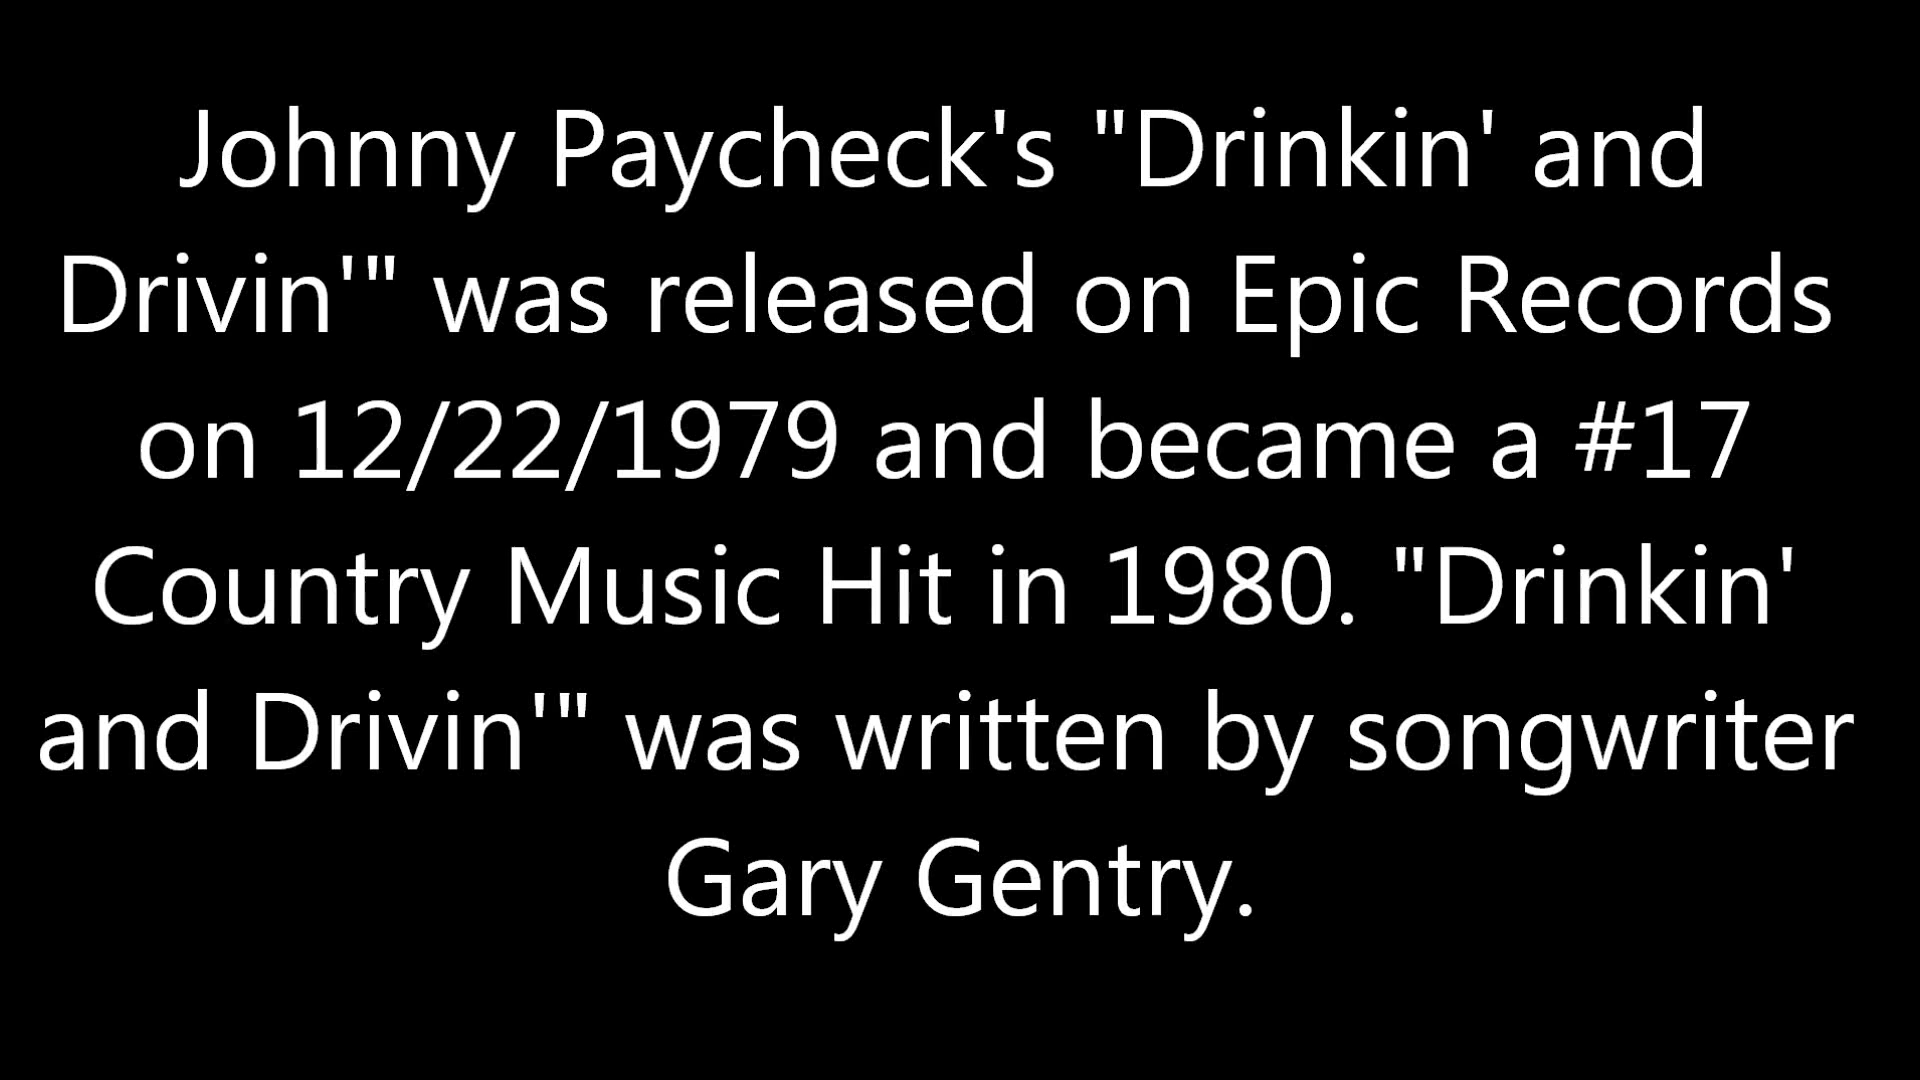 Johnny Paycheck's "Drinkin' and
Drivin'" was released on Epic Records
on 12/22/1979 and became a #17
Country Music Hit in 1980. "Drinkin'
and Drivin'" was written by songwriter
Gary Gentry.